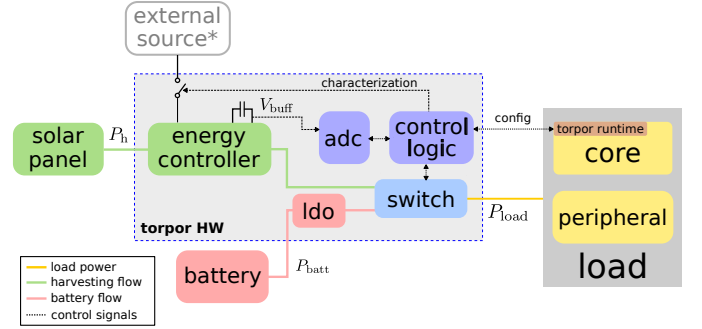 external
source*
characterization
V_buff
config
solar
panel
P_h
energy
controller
adc
control
logic
torpor runtime
core
switch
P_load
peripheral
ldo
torpor HW
battery
P_batt
load
load power
harvesting flow
battery flow
control signals